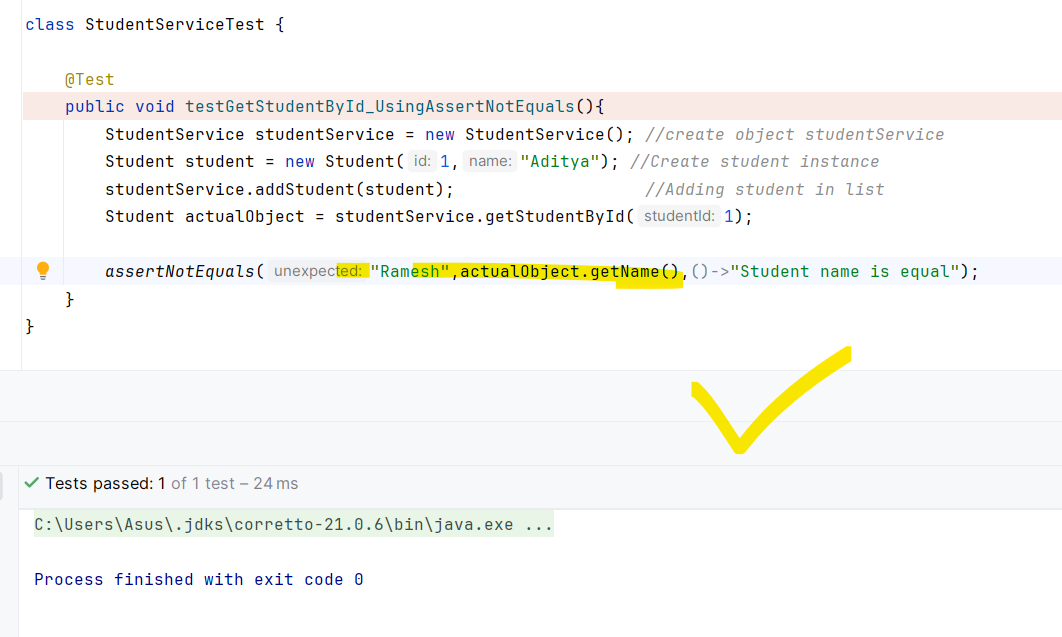 class StudentServiceTest {
@Test
public void testGetStudentById_UsingAssertNotEquals(){
StudentService studentService = new StudentService(); //create object studentService
Student student = new Student( id: 1, name: "Aditya"); //Create student instance
studentService.addStudent(student); //Adding student in list
Student actualObject = studentService.getStudentById( studentId: 1);
assertNotEquals( unexpected: "Ramesh",actualObject.getName(),()->"Student name is equal");
}
}
Tests passed: 1 of 1 test – 24 ms
C:\Users\Asus\.jdks\corretto-21.0.6\bin\java.exe ...
Process finished with exit code 0